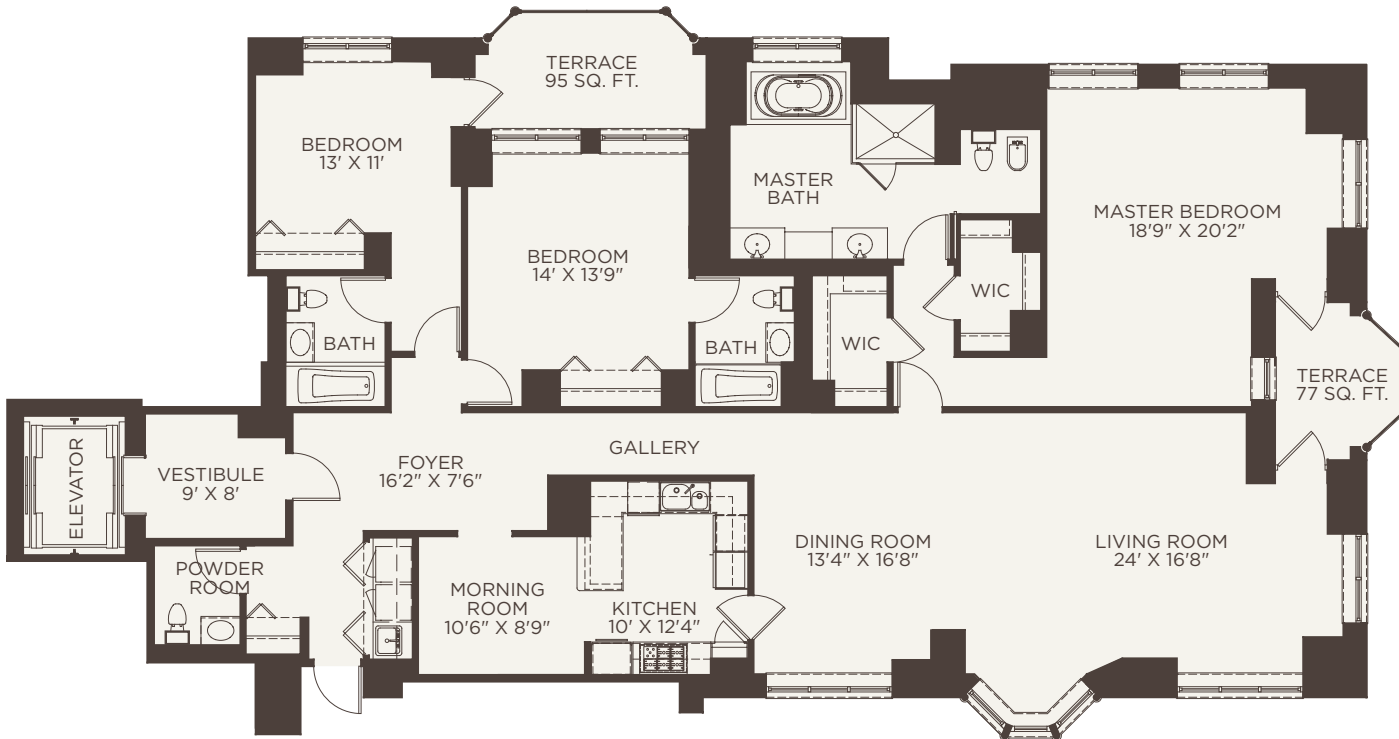 TERRACE
95 SQ. FT.
BEDROOM
13' X 11'
MASTER
BATH
MASTER BEDROOM
18'9" X 20'2"
BEDROOM
14' X 13'9"
WIC
BATH
BATH
WIC
TERRACE
77 SQ. FT.
ELEVATOR
VESTIBULE
9' X 8'
FOYER
16'2" X 7'6"
GALLERY
POWDER
ROOM
MORNING
ROOM
10'6" X 8'9"
KITCHEN
10' X 12'4"
DINING ROOM
13'4" X 16'8"
LIVING ROOM
24' X 16'8"